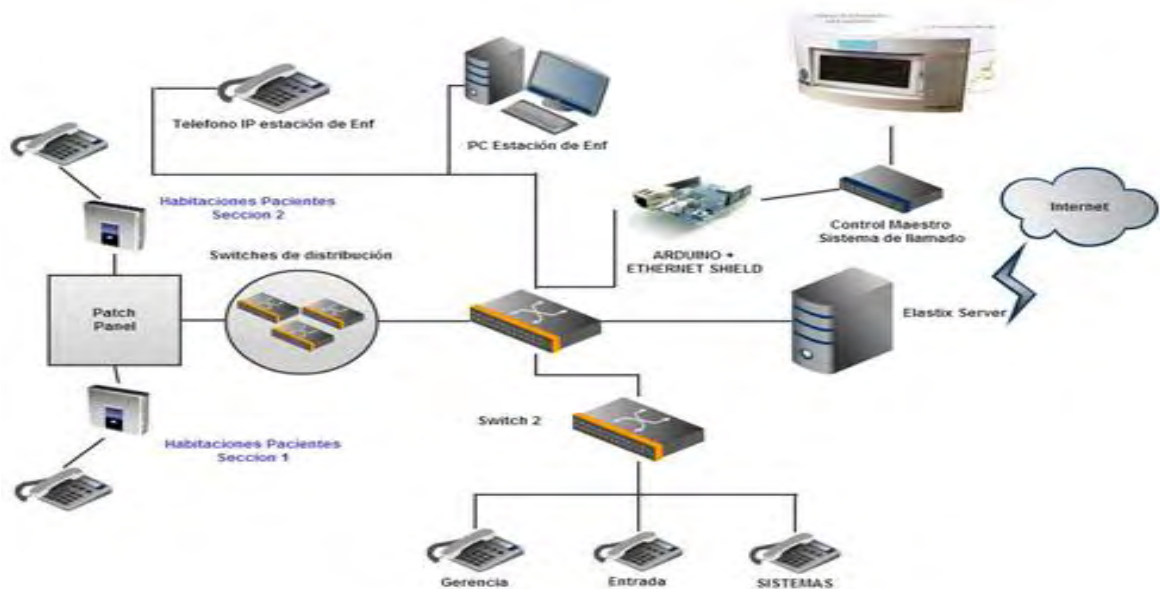 Telefono IP estación de Enf
PC Estación de Enf
Habitaciones Pacientes
Seccion 2
Control Maestro
Sistema de llamado
Internet
Switches de distribución
ARDUINO +
ETHERNET SHIELD
Patch
Panel
Elastix Server
Switch 2
Habitaciones Pacientes
Seccion 1
Gerencia
Entrada
SISTEMAS